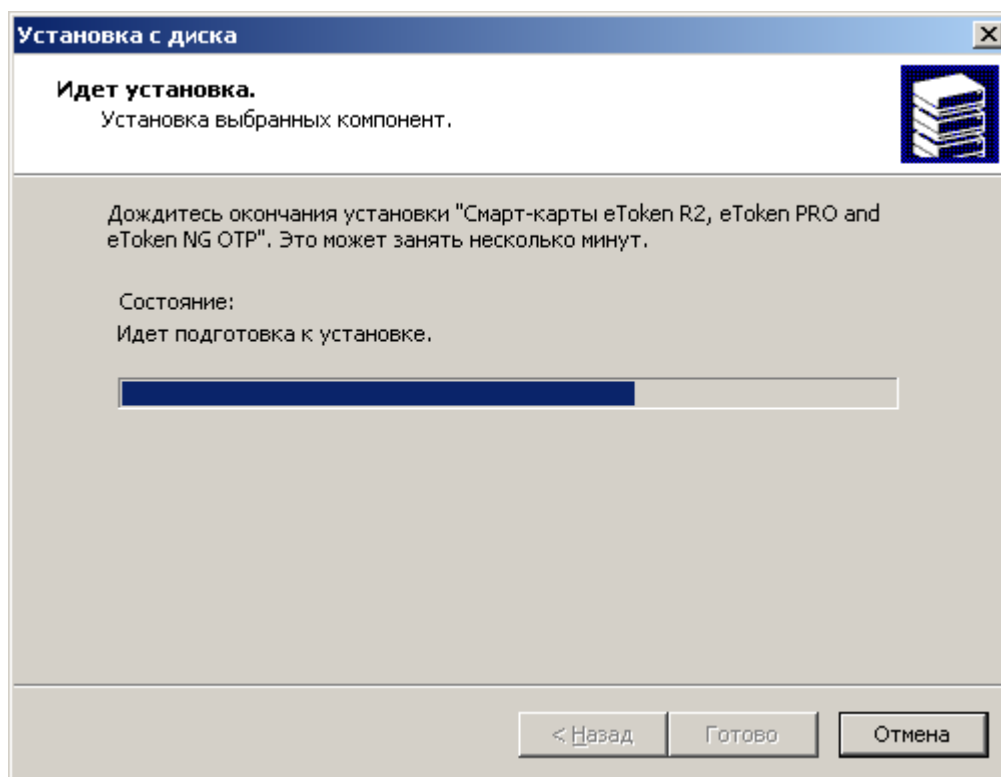 Установка с диска
Идет установка.
Установка выбранных компонент.
Дождитесь окончания установки "Смарт-карты eToken R2, eToken PRO and
eToken NG OTP". Это может занять несколько минут.
Состояние:
Идет подготовка к установке.
< Назад Готово Отмена